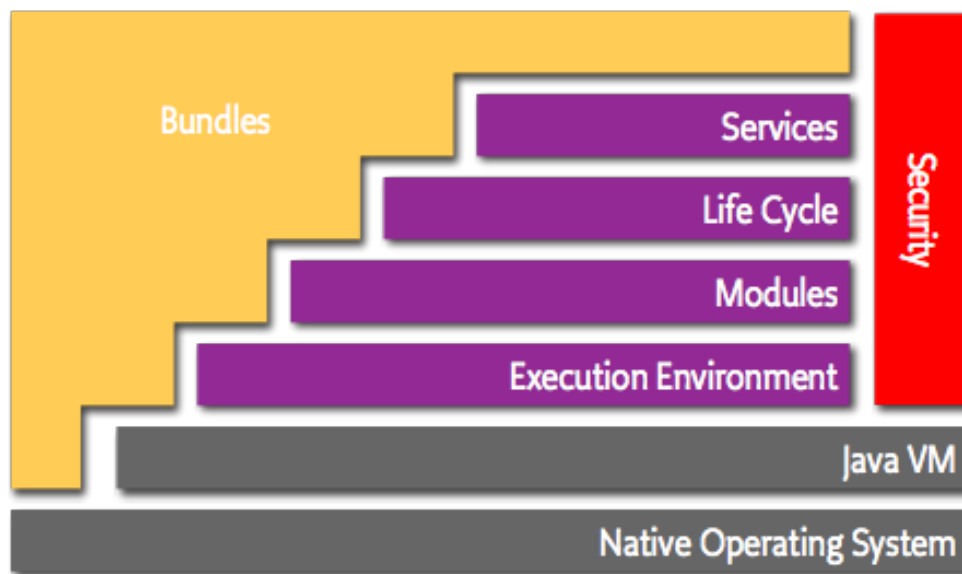 Bundles
Services
Life Cycle
Modules
Execution Environment
Security
Java VM
Native Operating System